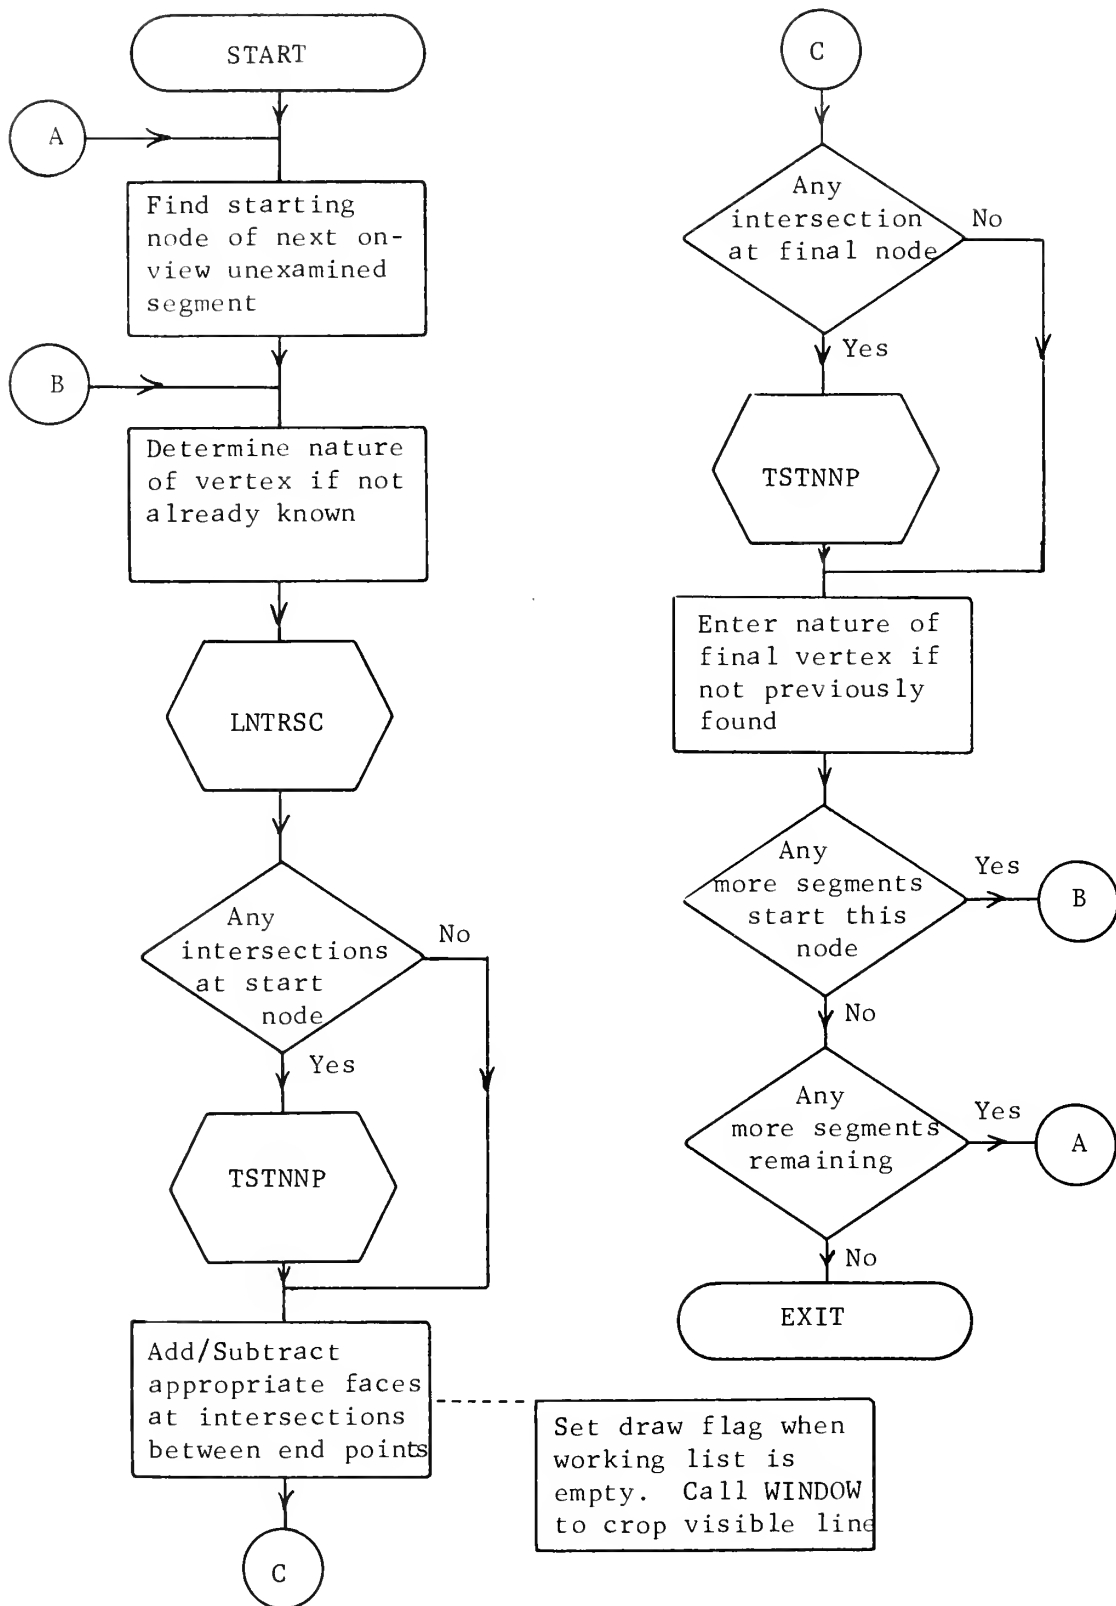 START
A
Find starting
node of next on-
view unexamined
segment
B
Determine nature
of vertex if not
already known
LNTRSC
Any
intersections
at start
node
No
Yes
TSTNNP
Add/Subtract
appropriate faces
at intersections
between end points
Set draw flag when
working list is
empty. Call WINDOW
to crop visible line
C
C
Any
intersection
at final node
No
Yes
TSTNNP
Enter nature of
final vertex if
not previously
found
Any
more segments
start this
node
Yes
B
No
Any
more segments
remaining
Yes
A
No
EXIT